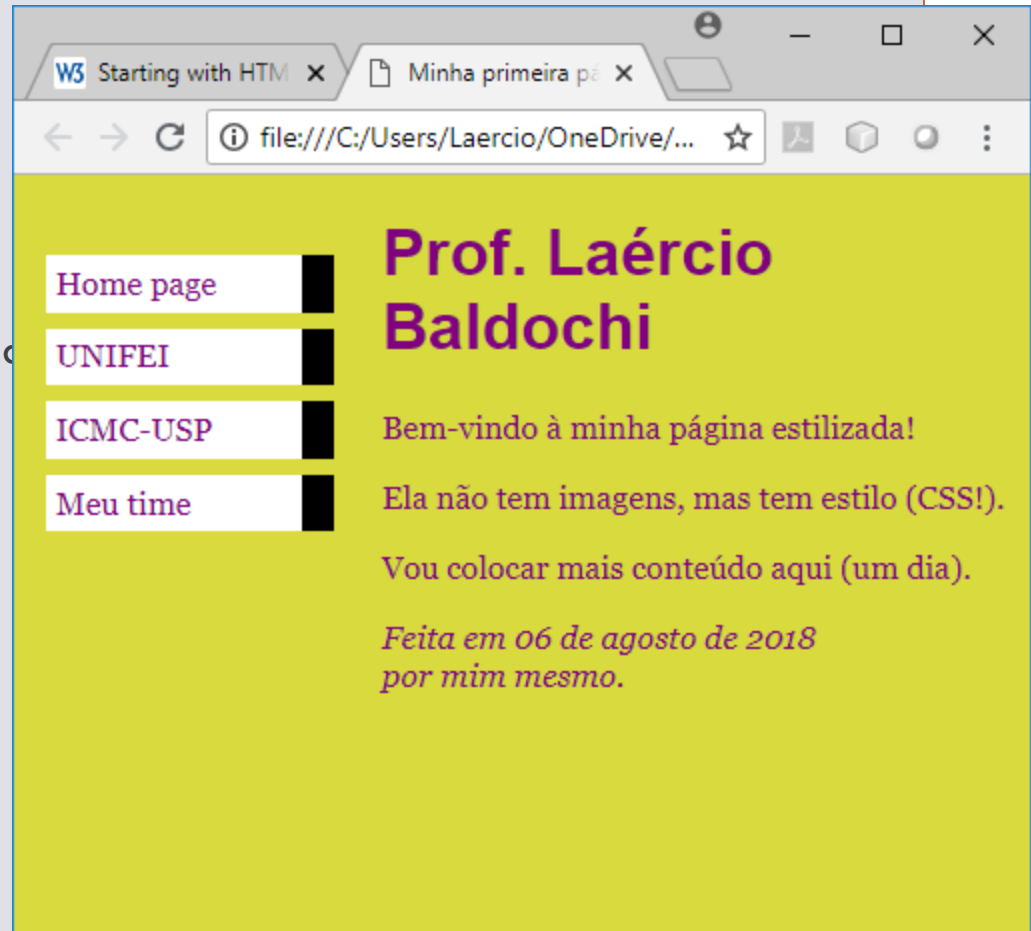 W3 Starting with HTM
Minha primeira pá
file:///C:/Users/Laercio/OneDrive/...
Home page
UNIFEI
ICMC-USP
Meu time
Prof. Laércio
Baldochi
Bem-vindo à minha página estilizada!
Ela não tem imagens, mas tem estilo (CSS!).
Vou colocar mais conteúdo aqui (um dia).
Feita em 06 de agosto de 2018
por mim mesmo.